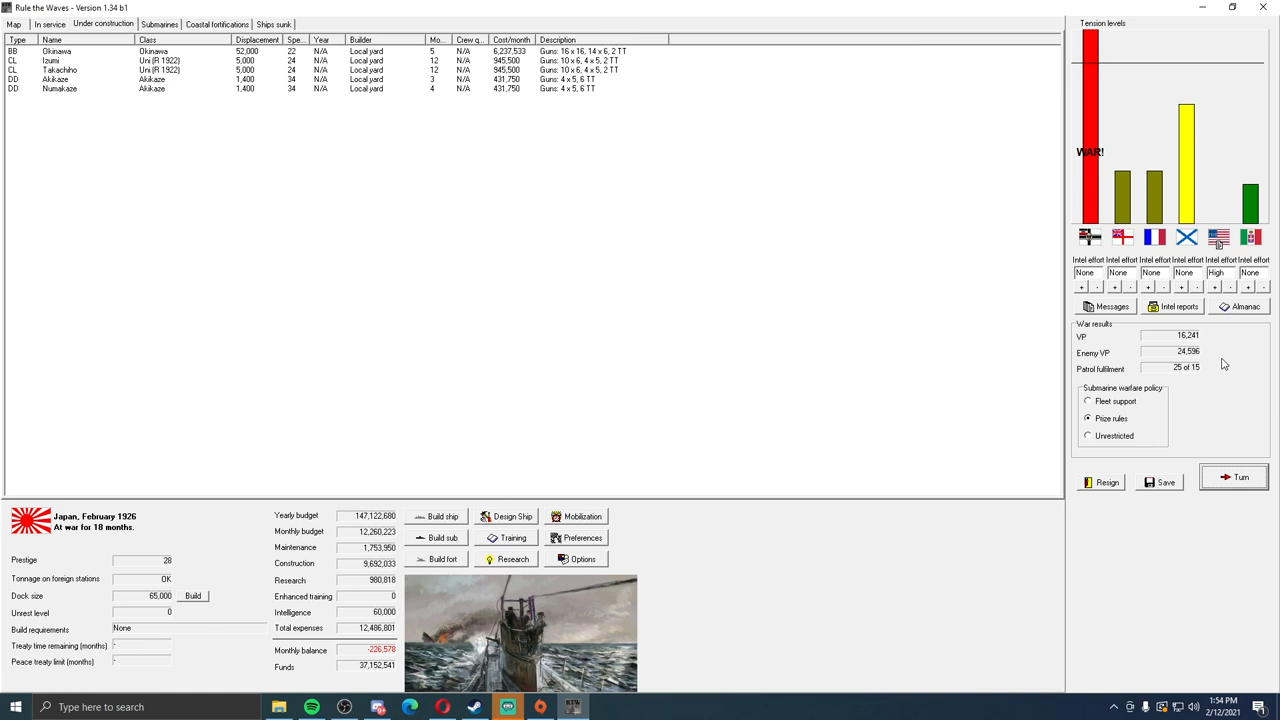 Rule the Waves - Version 1.34 b1
Map In service Under construction Submarines Coastal fortifications Ships sunk
Type Name Class Displacement Spe... Year Builder Mo... Crew q... Cost/month Description
BB Okinawa Okinawa 52,000 22 N/A Local yard 5 N/A 6,237,533 Guns: 16 x 16, 14 x 6, 2 TT
CL Izumi Uni (R 1922) 5,000 24 N/A Local yard 12 N/A 945,500 Guns: 10 x 6, 4 x 5, 2 TT
CL Takachiho Uni (R 1922) 5,000 24 N/A Local yard 12 N/A 945,500 Guns: 10 x 6, 4 x 5, 2 TT
DD Akikaze Akikaze 1,400 34 N/A Local yard 3 N/A 431,750 Guns: 4 x 5, 6 TT
DD Numakaze Akikaze 1,400 34 N/A Local yard 4 N/A 431,750 Guns: 4 x 5, 6 TT
Tension levels
WAR!
Intel effort Intel effort Intel effort Intel effort Intel effort Intel effort
None None None None High None
+ - + - + - + - + - + -
Messages Intel reports Almanac
War results
VP 16,241
Enemy VP 24,596
Patrol fulfilment 25 of 15
Submarine warfare policy
Fleet support
Prize rules
Unrestricted
Resign Save Turn
Japan, February 1926
At war for 18 months.
Prestige 28
Tonnage on foreign stations OK
Dock size 65,000 Build
Unrest level 0
Build requirements None
Treaty time remaining (months) -
Peace treaty limit (months) -
Yearly budget 147,122,680
Monthly budget 12,260,223
Maintenance 1,753,950
Construction 9,692,033
Research 980,818
Enhanced training 0
Intelligence 60,000
Total expenses 12,486,801
Monthly balance -226,578
Funds 37,152,541
Build ship Design Ship Mobilization
Build sub Training Preferences
Build fort Research Options
Type here to search
1:54 PM
2/12/2021